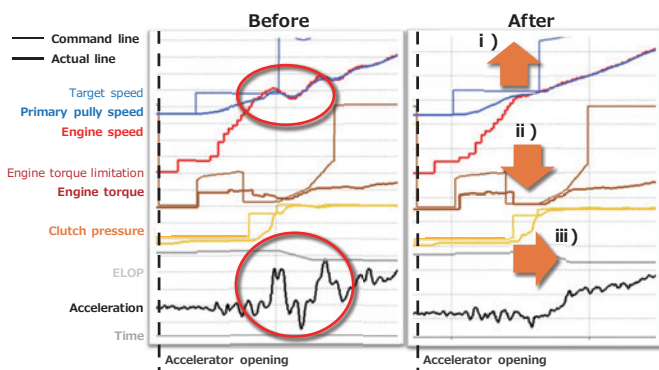 Before
After
Command line
Actual line
i )
Target speed
Primary pully speed
Engine speed
ii )
Engine torque limitation
Engine torque
Clutch pressure
iii )
ELOP
Acceleration
Time
Accelerator opening
Accelerator opening